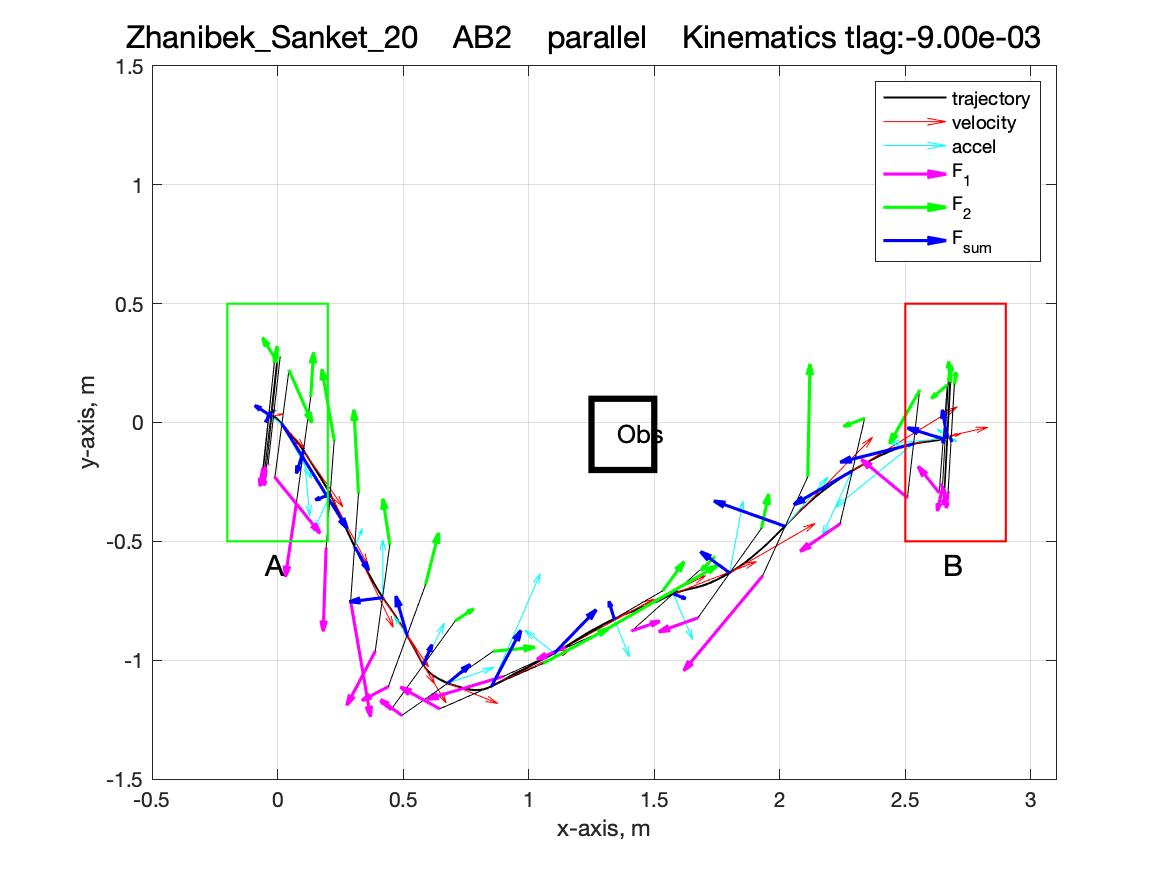 Zhanibek_Sanket_20 AB2 parallel Kinematics tlag:-9.00e-03
1.5
1
0.5
0
-0.5
-1
-1.5
y-axis, m
trajectory
velocity
accel
F1
F2
Fsum
Obs
A
B
-0.5 0 0.5 1 1.5 2 2.5 3
x-axis, m